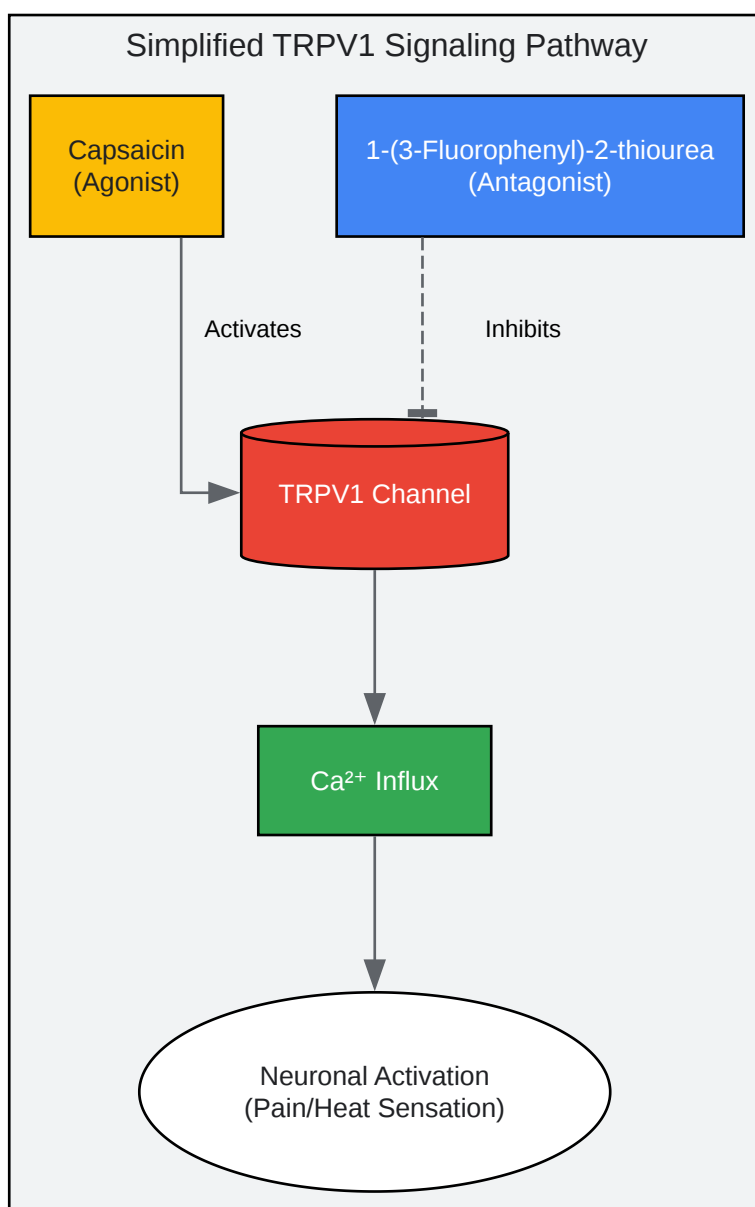 Simplified TRPV1 Signaling Pathway
Capsaicin
(Agonist)
1-(3-Fluorophenyl)-2-thiourea
(Antagonist)
Activates
Inhibits
TRPV1 Channel
Ca²⁺ Influx
Neuronal Activation
(Pain/Heat Sensation)